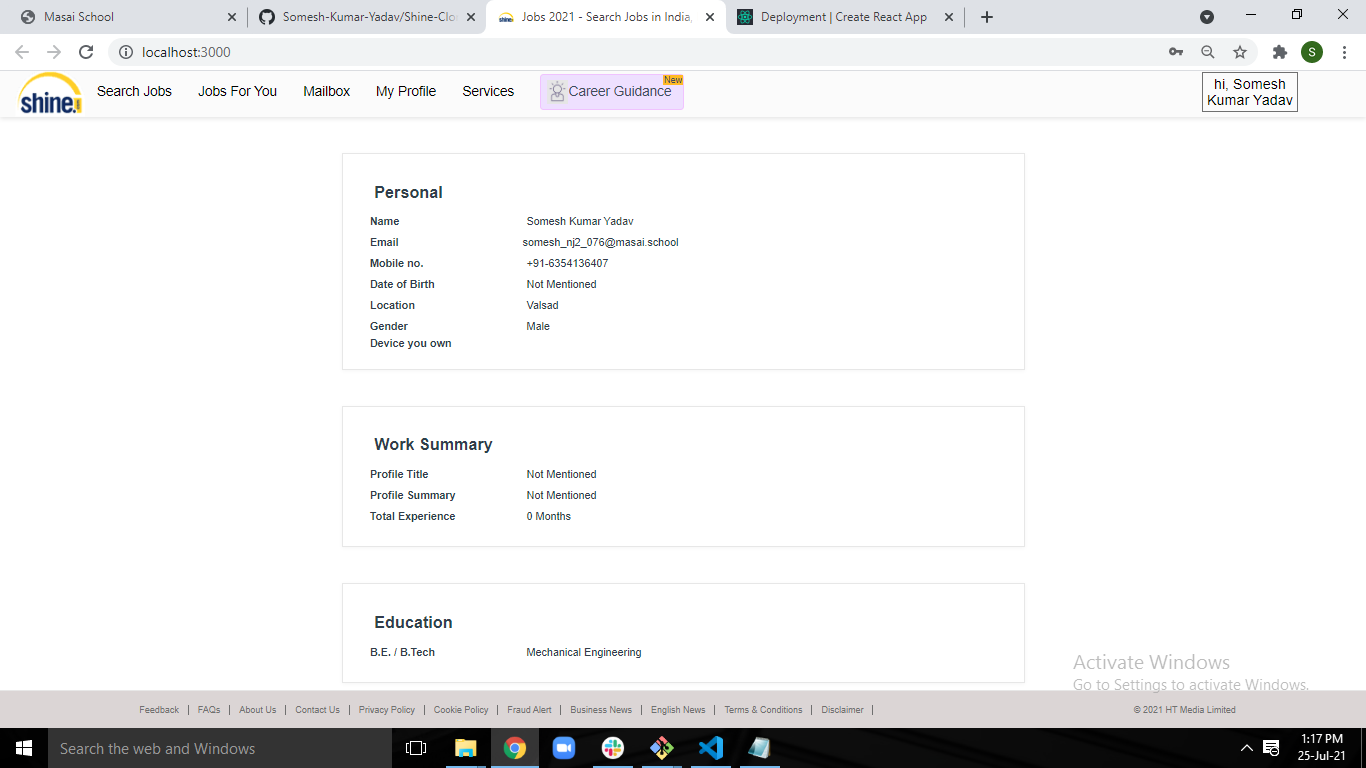 Masai School
Somesh-Kumar-Yadav/Shine-Clo
Jobs 2021 - Search Jobs in India,
Deployment | Create React App
localhost:3000
S
shine.
Search Jobs
Jobs For You
Mailbox
My Profile
Services
Career Guidance
New
hi, Somesh
Kumar Yadav
Personal
Name Somesh Kumar Yadav
Email somesh_nj2_076@masai.school
Mobile no. +91-6354136407
Date of Birth Not Mentioned
Location Valsad
Gender Male
Device you own
Work Summary
Profile Title Not Mentioned
Profile Summary Not Mentioned
Total Experience 0 Months
Education
B.E. / B.Tech Mechanical Engineering
Activate Windows
Go to Settings to activate Windows.
Feedback | FAQs | About Us | Contact Us | Privacy Policy | Cookie Policy | Fraud Alert | Business News | English News | Terms & Conditions | Disclaimer |
© 2021 HT Media Limited
Search the web and Windows
1:17 PM
25-Jul-21